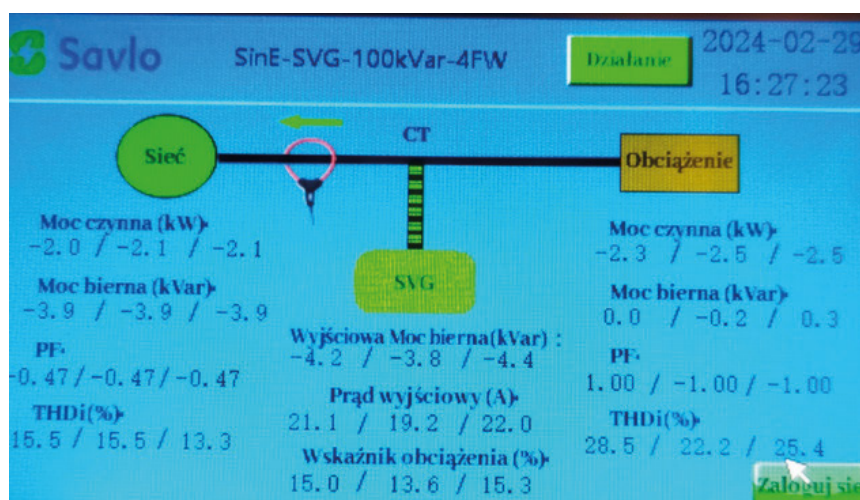 Savlo
SinE-SVG-100kVar-4FW
Działanie
2024-02-29
16:27:23
CT
Sieć
Obciążenie
SVG
Moc czynna (kW)
-2.0 / -2.1 / -2.1
Moc bierna (kVar)
-3.9 / -3.9 / -3.9
PF
-0.47/-0.47/-0.47
THDi(%)
15.5 / 15.5 / 13.3
Wyjściowa Moc bierna(kVar) :
-4.2 / -3.8 / -4.4
Prąd wyjściowy (A)
21.1 / 19.2 / 22.0
Wskaźnik obciążenia (%)
15.0 / 13.6 / 15.3
Moc czynna (kW)
-2.3 / -2.5 / -2.5
Moc bierna (kVar)
0.0 / -0.2 / 0.3
PF
1.00 / -1.00 / -1.00
THDi(%)
28.5 / 22.2 / 25.4
Zaloguj się